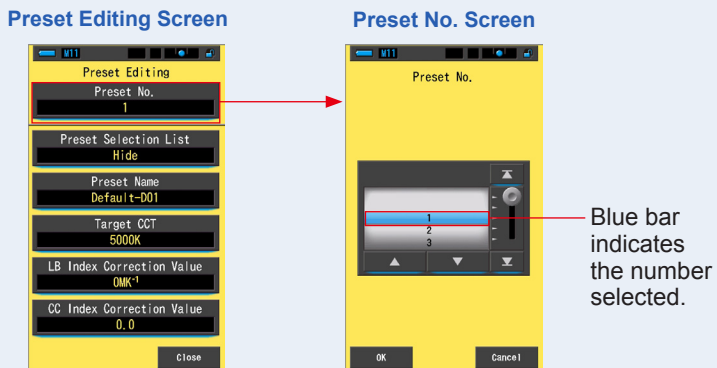 Preset Editing Screen
M11
Preset Editing
Preset No.
1
Preset Selection List
Hide
Preset Name
Default-D01
Target CCT
5000K
LB Index Correction Value
0MK⁻¹
CC Index Correction Value
0.0
Close
Preset No. Screen
M11
Preset No.
1
2
3
OK
Cancel
Blue bar
indicates
the number
selected.